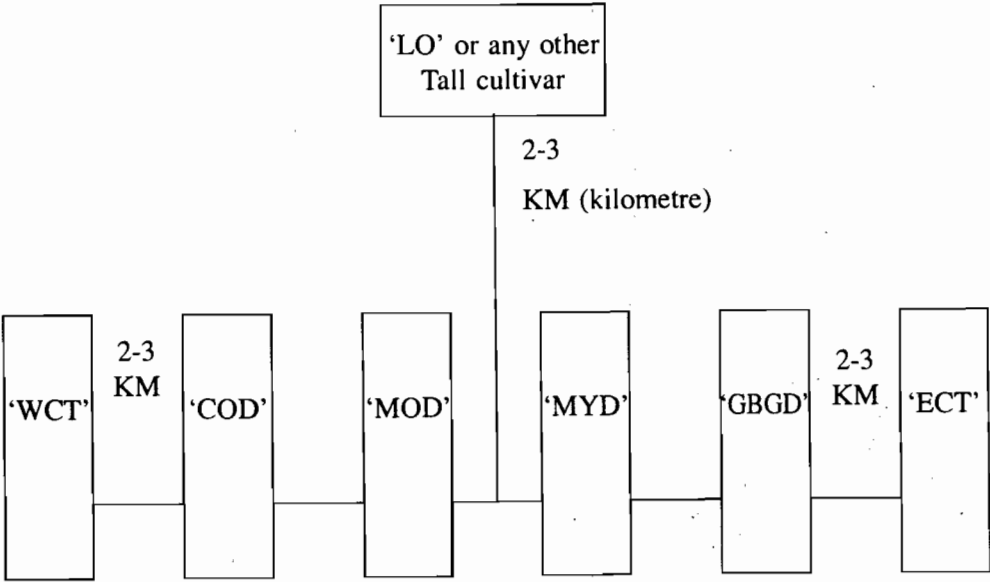 ‘LO’ or any other
Tall cultivar
2-3
KM (kilometre)
2-3
KM
2-3
KM
‘WCT’
‘COD’
‘MOD’
‘MYD’
‘GBGD’
‘ECT’